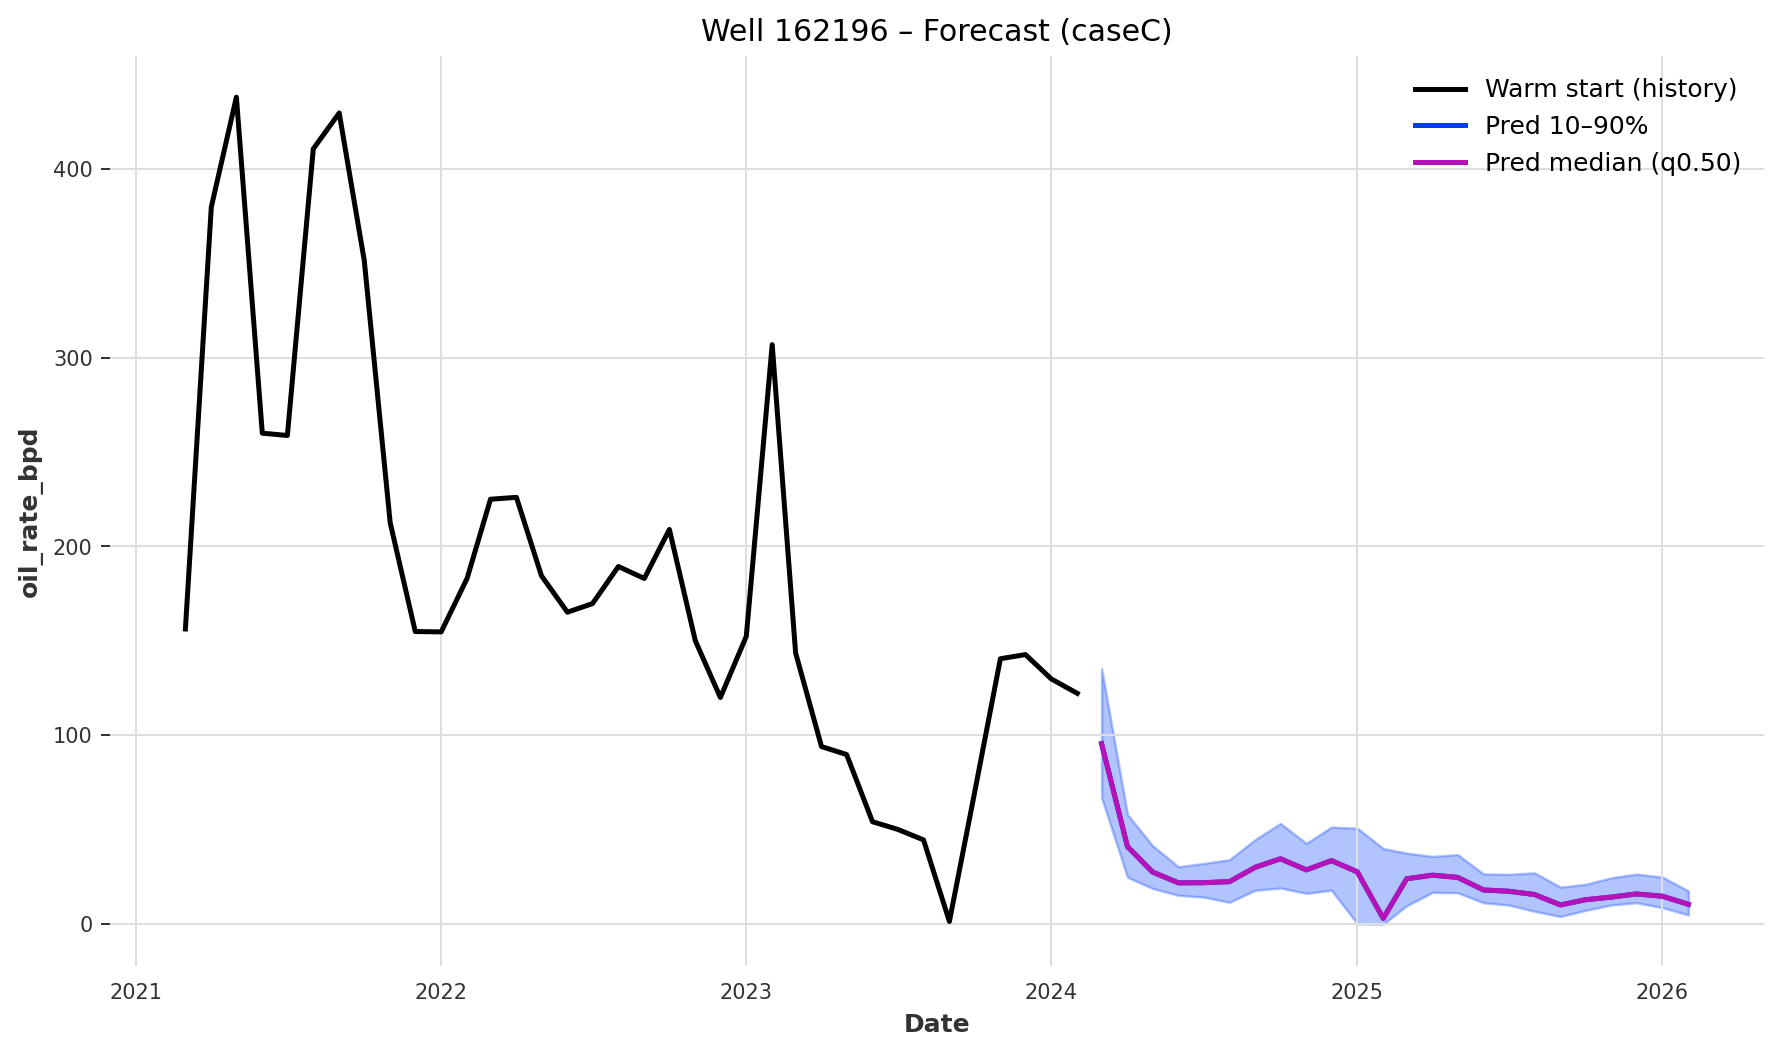 Well 162196 – Forecast (caseC)
Warm start (history)
Pred 10–90%
Pred median (q0.50)
oil_rate_bpd
400
300
200
100
0
2021 2022 2023 2024 2025 2026
Date